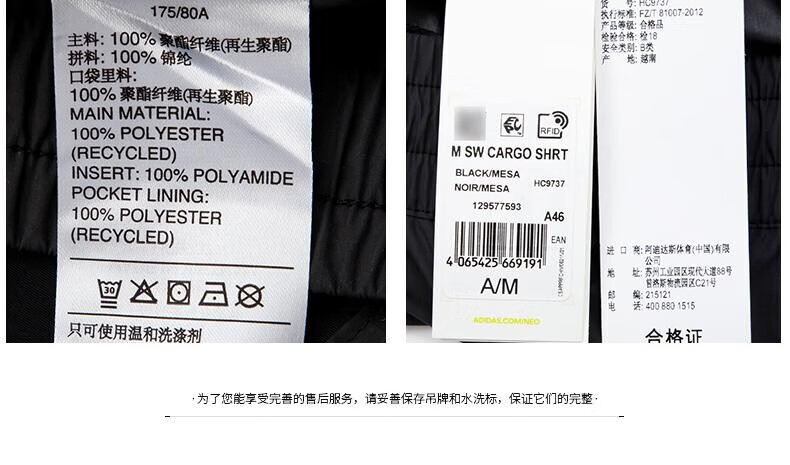 175/80A
主料: 100% 聚酯纤维(再生聚酯)
拼料: 100% 锦纶
口袋里料:
100% 聚酯纤维(再生聚酯)
MAIN MATERIAL:
100% POLYESTER
(RECYCLED)
INSERT: 100% POLYAMIDE
POCKET LINING:
100% POLYESTER
(RECYCLED)
30
只可使用温和洗涤剂
RFID
M SW CARGO SHRT
BLACK/MESA
NOIR/MESA
HC9737
129577593
A46
EAN
4 065425 669191
A/M
ADIDAS.COM/NEO
货 号: HC9737
执行标准: FZ/T 81007-2012
产品等级: 合格品
检验合格: 检18
安全类别: B类
产 地: 越南
进 口 商: 阿迪达斯体育(中国)有限
公司
地 址: 苏州工业园区现代大道88号
普洛斯物流园区C21号
邮 编: 215121
电 话: 400 880 1515
合格证
·为了您能享受完善的售后服务，请妥善保存吊牌和水洗标，保证它们的完整·